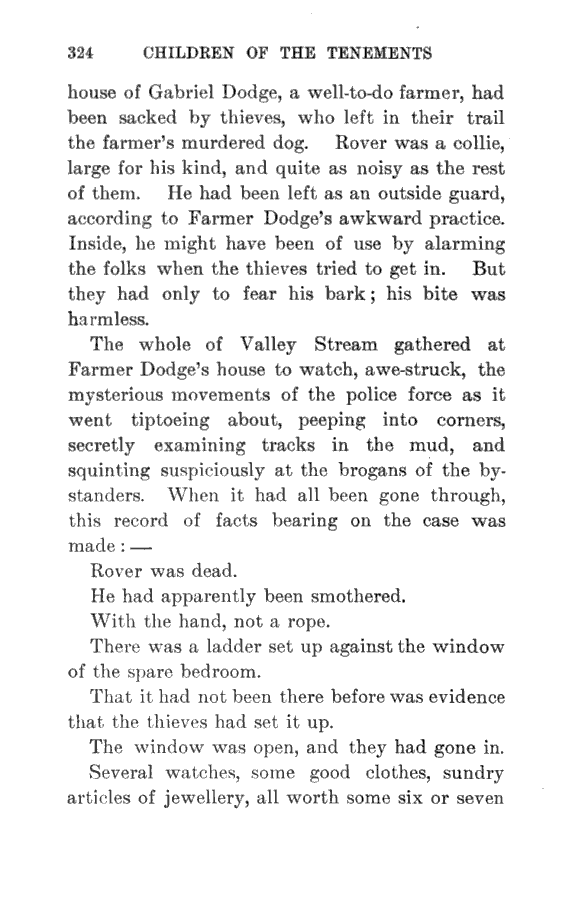 324 CHILDREN OF THE TENEMENTS
house of Gabriel Dodge, a well-to-do farmer, had
been sacked by thieves, who left in their trail
the farmer's murdered dog. Rover was a collie,
large for his kind, and quite as noisy as the rest
of them. He had been left as an outside guard,
according to Farmer Dodge's awkward practice.
Inside, he might have been of use by alarming
the folks when the thieves tried to get in. But
they had only to fear his bark; his bite was
harmless.
The whole of Valley Stream gathered at
Farmer Dodge's house to watch, awe-struck, the
mysterious movements of the police force as it
went tiptoeing about, peeping into corners,
secretly examining tracks in the mud, and
squinting suspiciously at the brogans of the by-
standers. When it had all been gone through,
this record of facts bearing on the case was
made : —
Rover was dead.
He had apparently been smothered.
With the hand, not a rope.
There was a ladder set up against the window
of the spare bedroom.
That it had not been there before was evidence
that the thieves had set it up.
The window was open, and they had gone in.
Several watches, some good clothes, sundry
articles of jewellery, all worth some six or seven